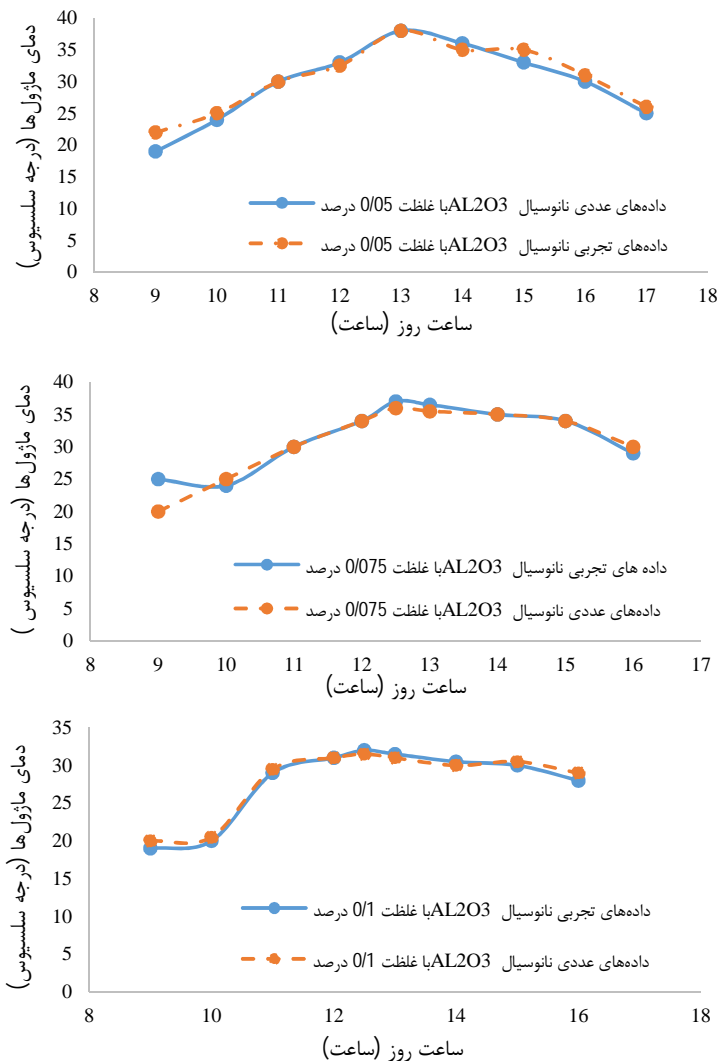 دمای ماژول‌ها (درجه سلسیوس)
40
35
30
25
20
15
10
5
0
داده‌های عددی نانوسیال AL2O3با غلظت 0/05 درصد
داده‌های تجربی نانوسیال AL2O3با غلظت 0/05 درصد
8 9 10 11 12 13 14 15 16 17 18
ساعت روز (ساعت)
دمای ماژول‌ها (درجه سلسیوس )
40
35
30
25
20
15
10
5
0
داده های تجربی نانوسیال AL2O3با غلظت 0/075 درصد
داده‌های عددی نانوسیال AL2O3با غلظت 0/075 درصد
8 9 10 11 12 13 14 15 16 17
ساعت روز (ساعت)
دمای ماژول‌ها (درجه سلسیوس)
35
30
25
20
15
10
5
0
داده‌های تجربی نانوسیال AL2O3با غلظت 0/1 درصد
داده‌های عددی نانوسیال AL2O3با غلظت 0/1 درصد
8 10 12 14 16 18
ساعت روز (ساعت)